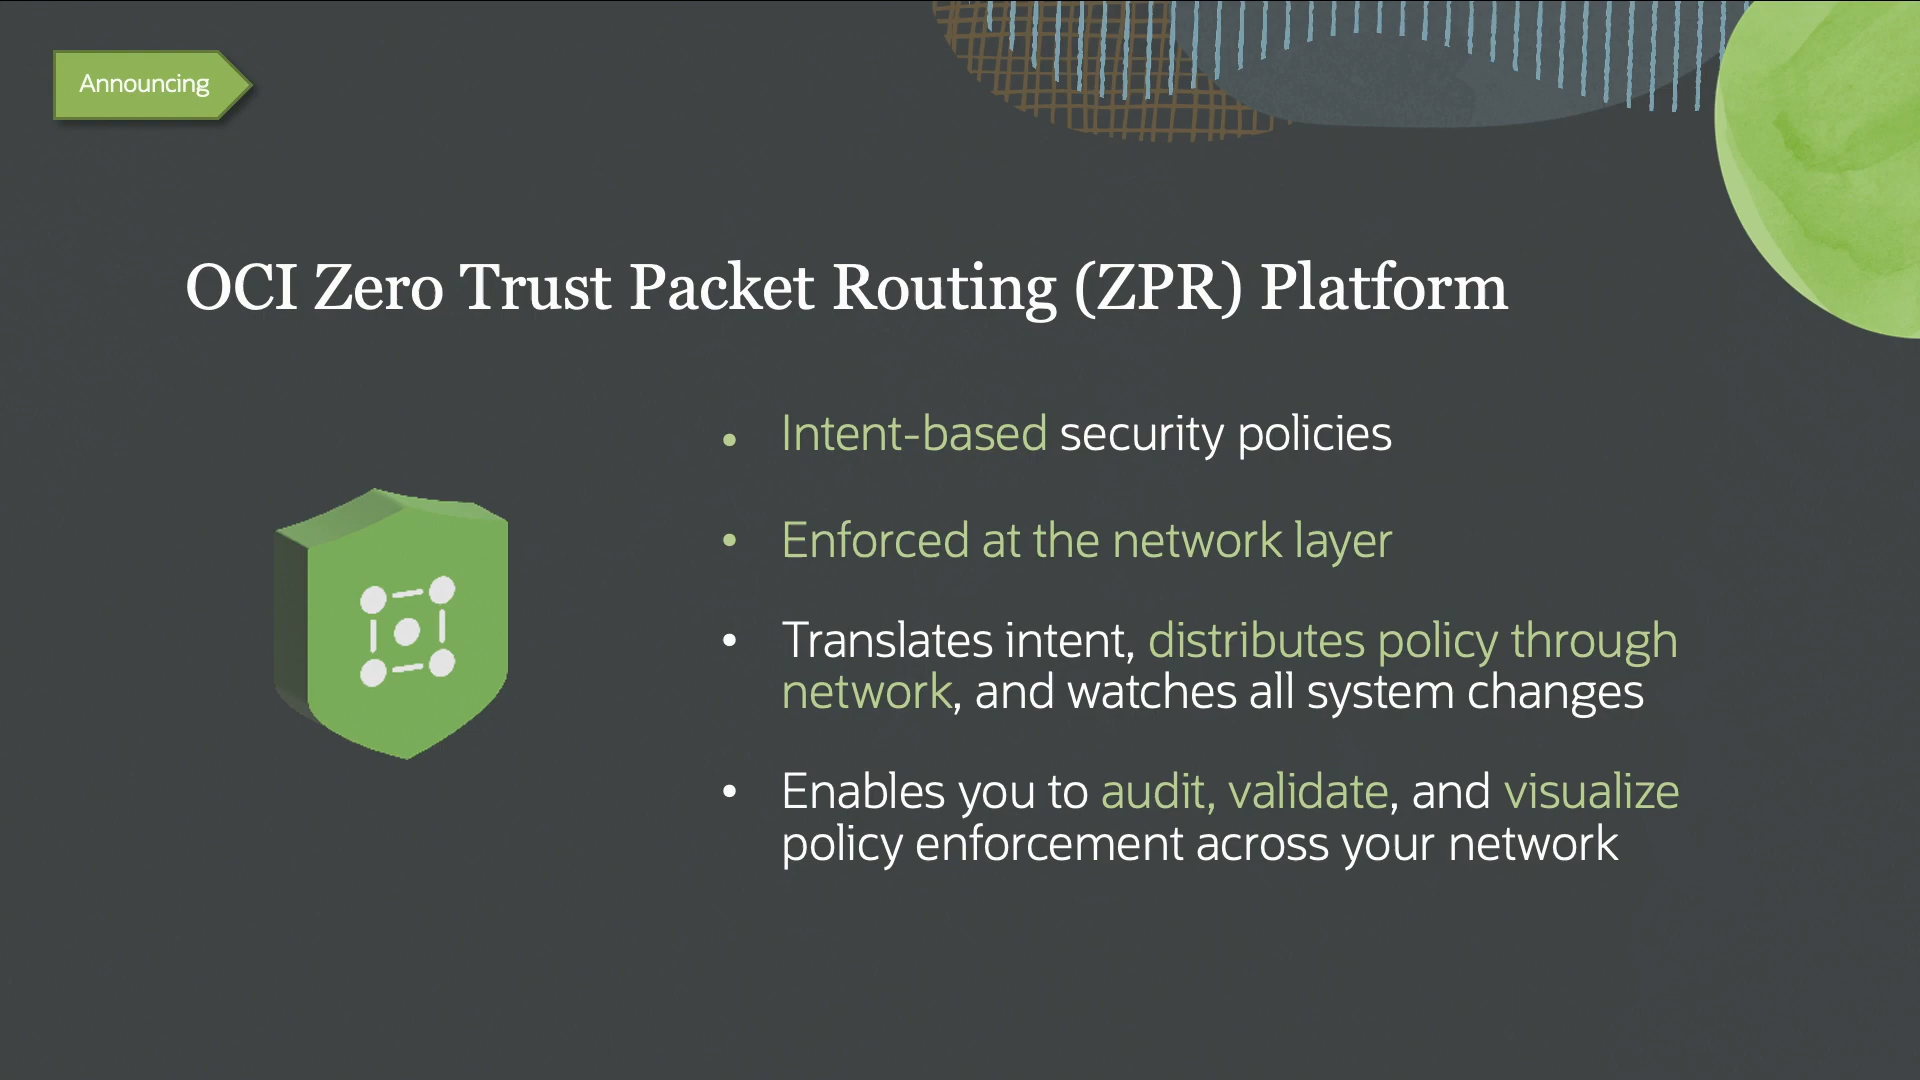 Announcing
OCI Zero Trust Packet Routing (ZPR) Platform
• Intent-based security policies
• Enforced at the network layer
• Translates intent, distributes policy through
network, and watches all system changes
• Enables you to audit, validate, and visualize
policy enforcement across your network